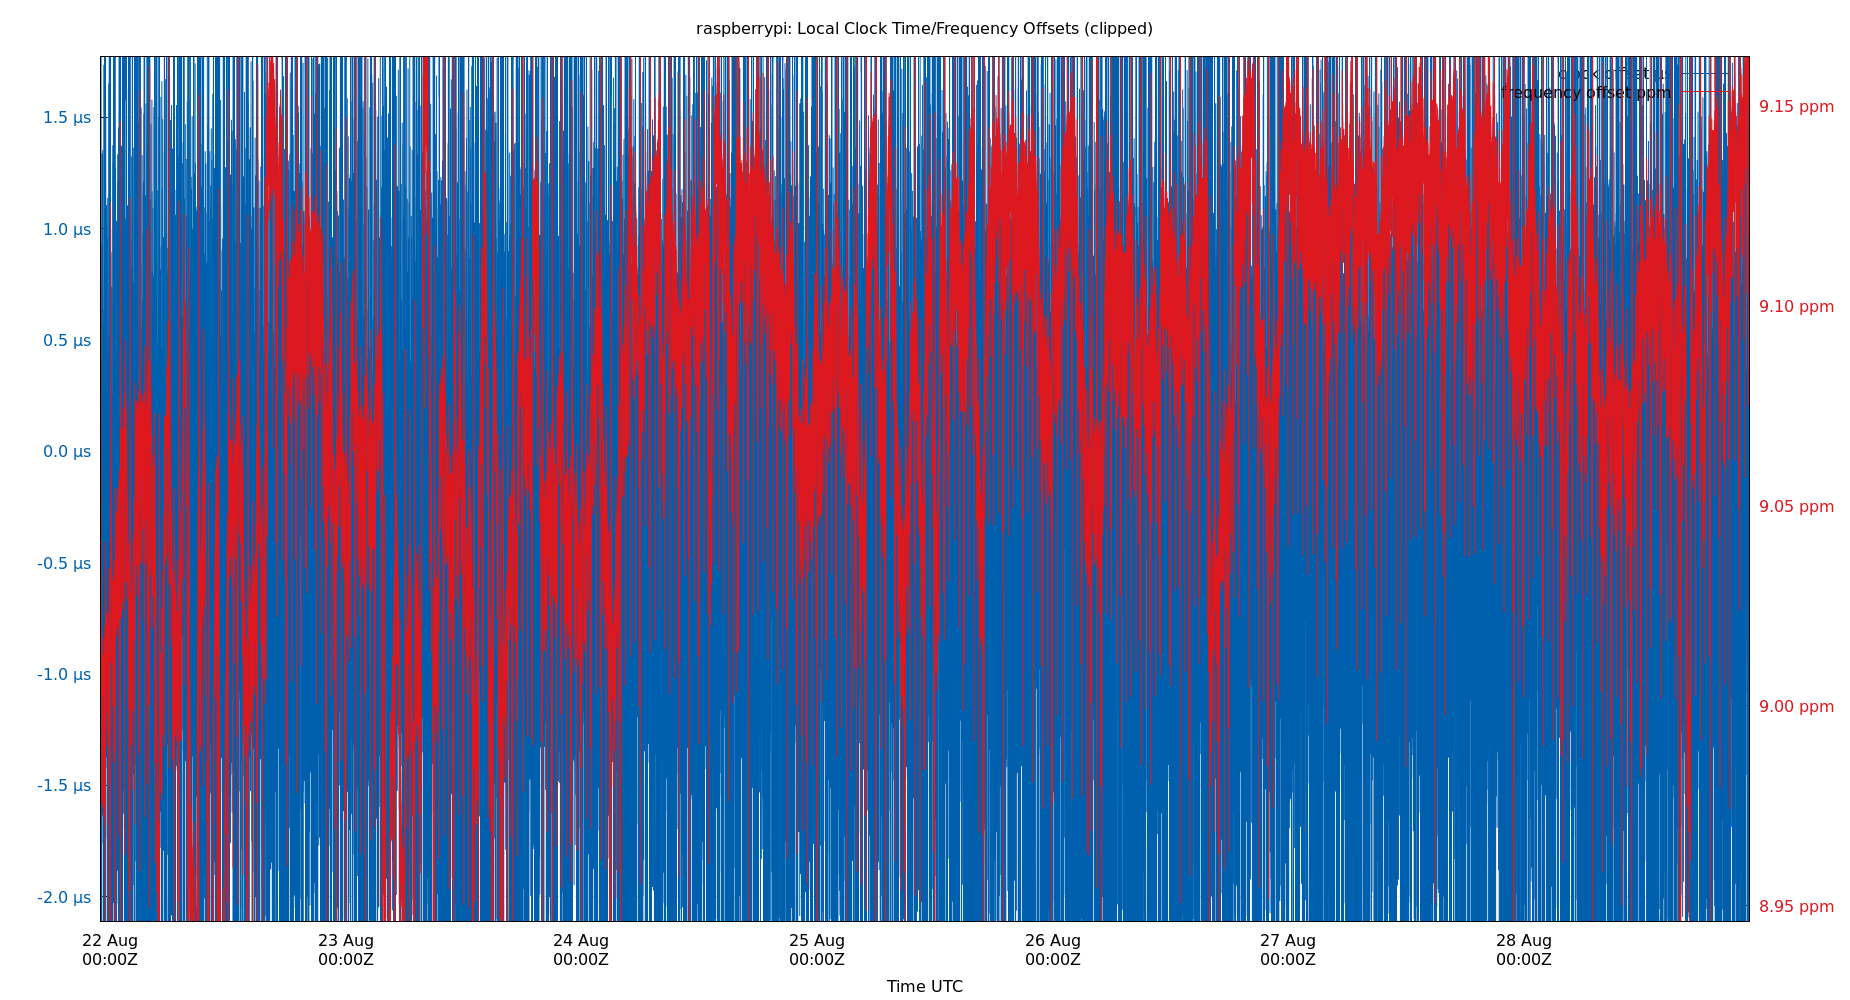 raspberrypi: Local Clock Time/Frequency Offsets (clipped)
clock offset µs
frequency offset ppm
1.5 µs
1.0 µs
0.5 µs
0.0 µs
-0.5 µs
-1.0 µs
-1.5 µs
-2.0 µs
9.15 ppm
9.10 ppm
9.05 ppm
9.00 ppm
8.95 ppm
22 Aug 23 Aug 24 Aug 25 Aug 26 Aug 27 Aug 28 Aug
00:00Z 00:00Z 00:00Z 00:00Z 00:00Z 00:00Z 00:00Z
Time UTC